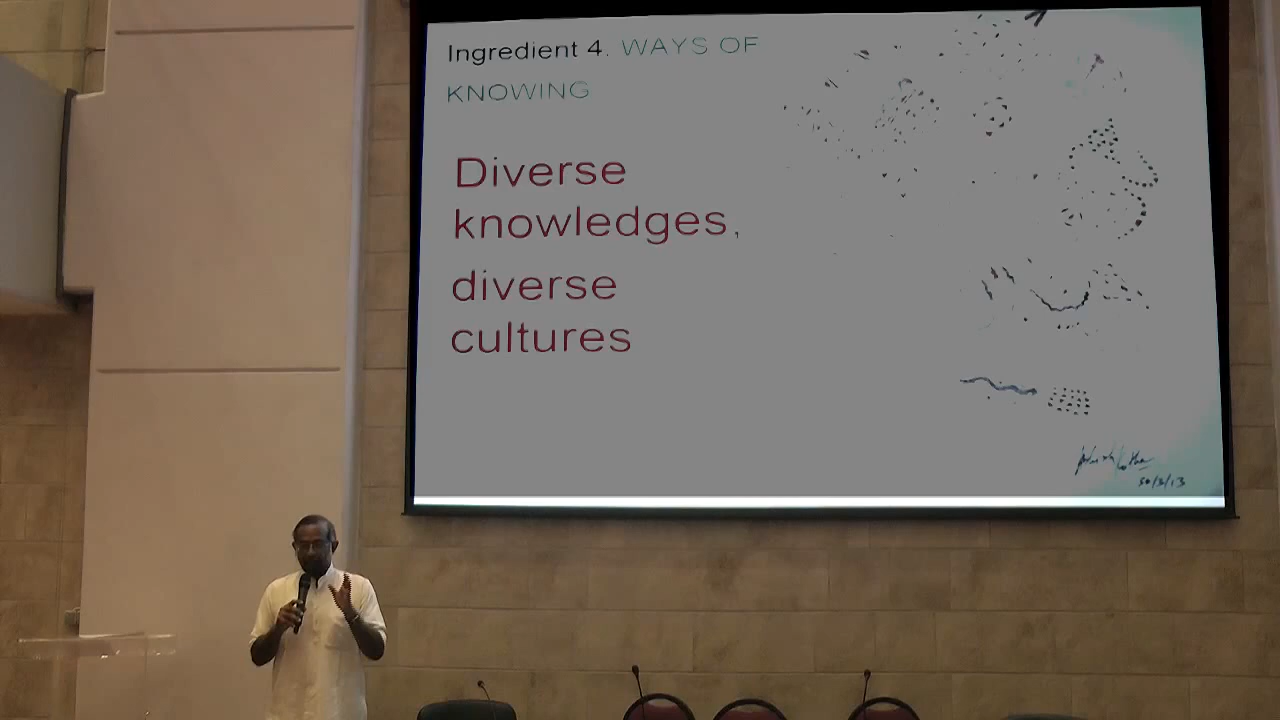 Ingredient 4. WAYS OF
KNOWING
Diverse
knowledges,
diverse
cultures